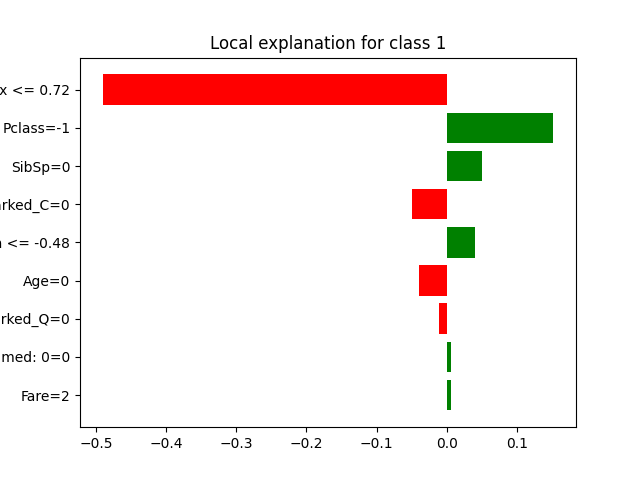 Local explanation for class 1
x <= 0.72
Pclass=-1
SibSp=0
rked_C=0
<= -0.48
Age=0
rked_Q=0
med: 0=0
Fare=2
−0.5 −0.4 −0.3 −0.2 −0.1 0.0 0.1